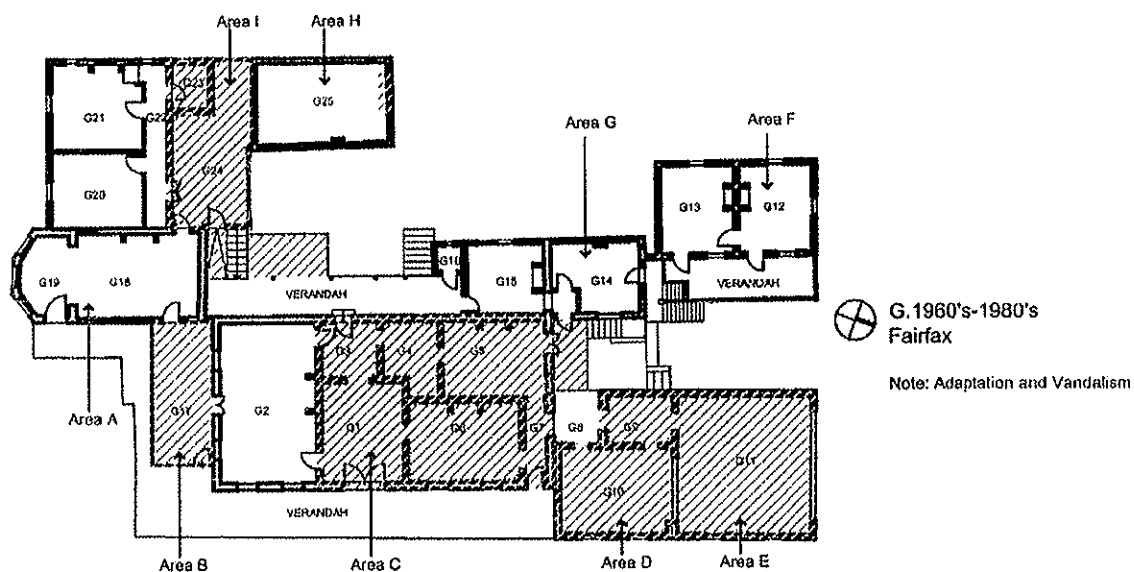 Area I
Area H
G23
G21
G22
G25
Area G
Area F
G24
G20
G13
G12
G16
G19
G18
G15
G14
VERANDAH
VERANDAH
G.1960's-1980's
Fairfax
G3
G4
G5
Note: Adaptation and Vandalism
Area A
G17
G2
G1
G6
G7
G8
G9
G11
G10
VERANDAH
Area B
Area C
Area D
Area E